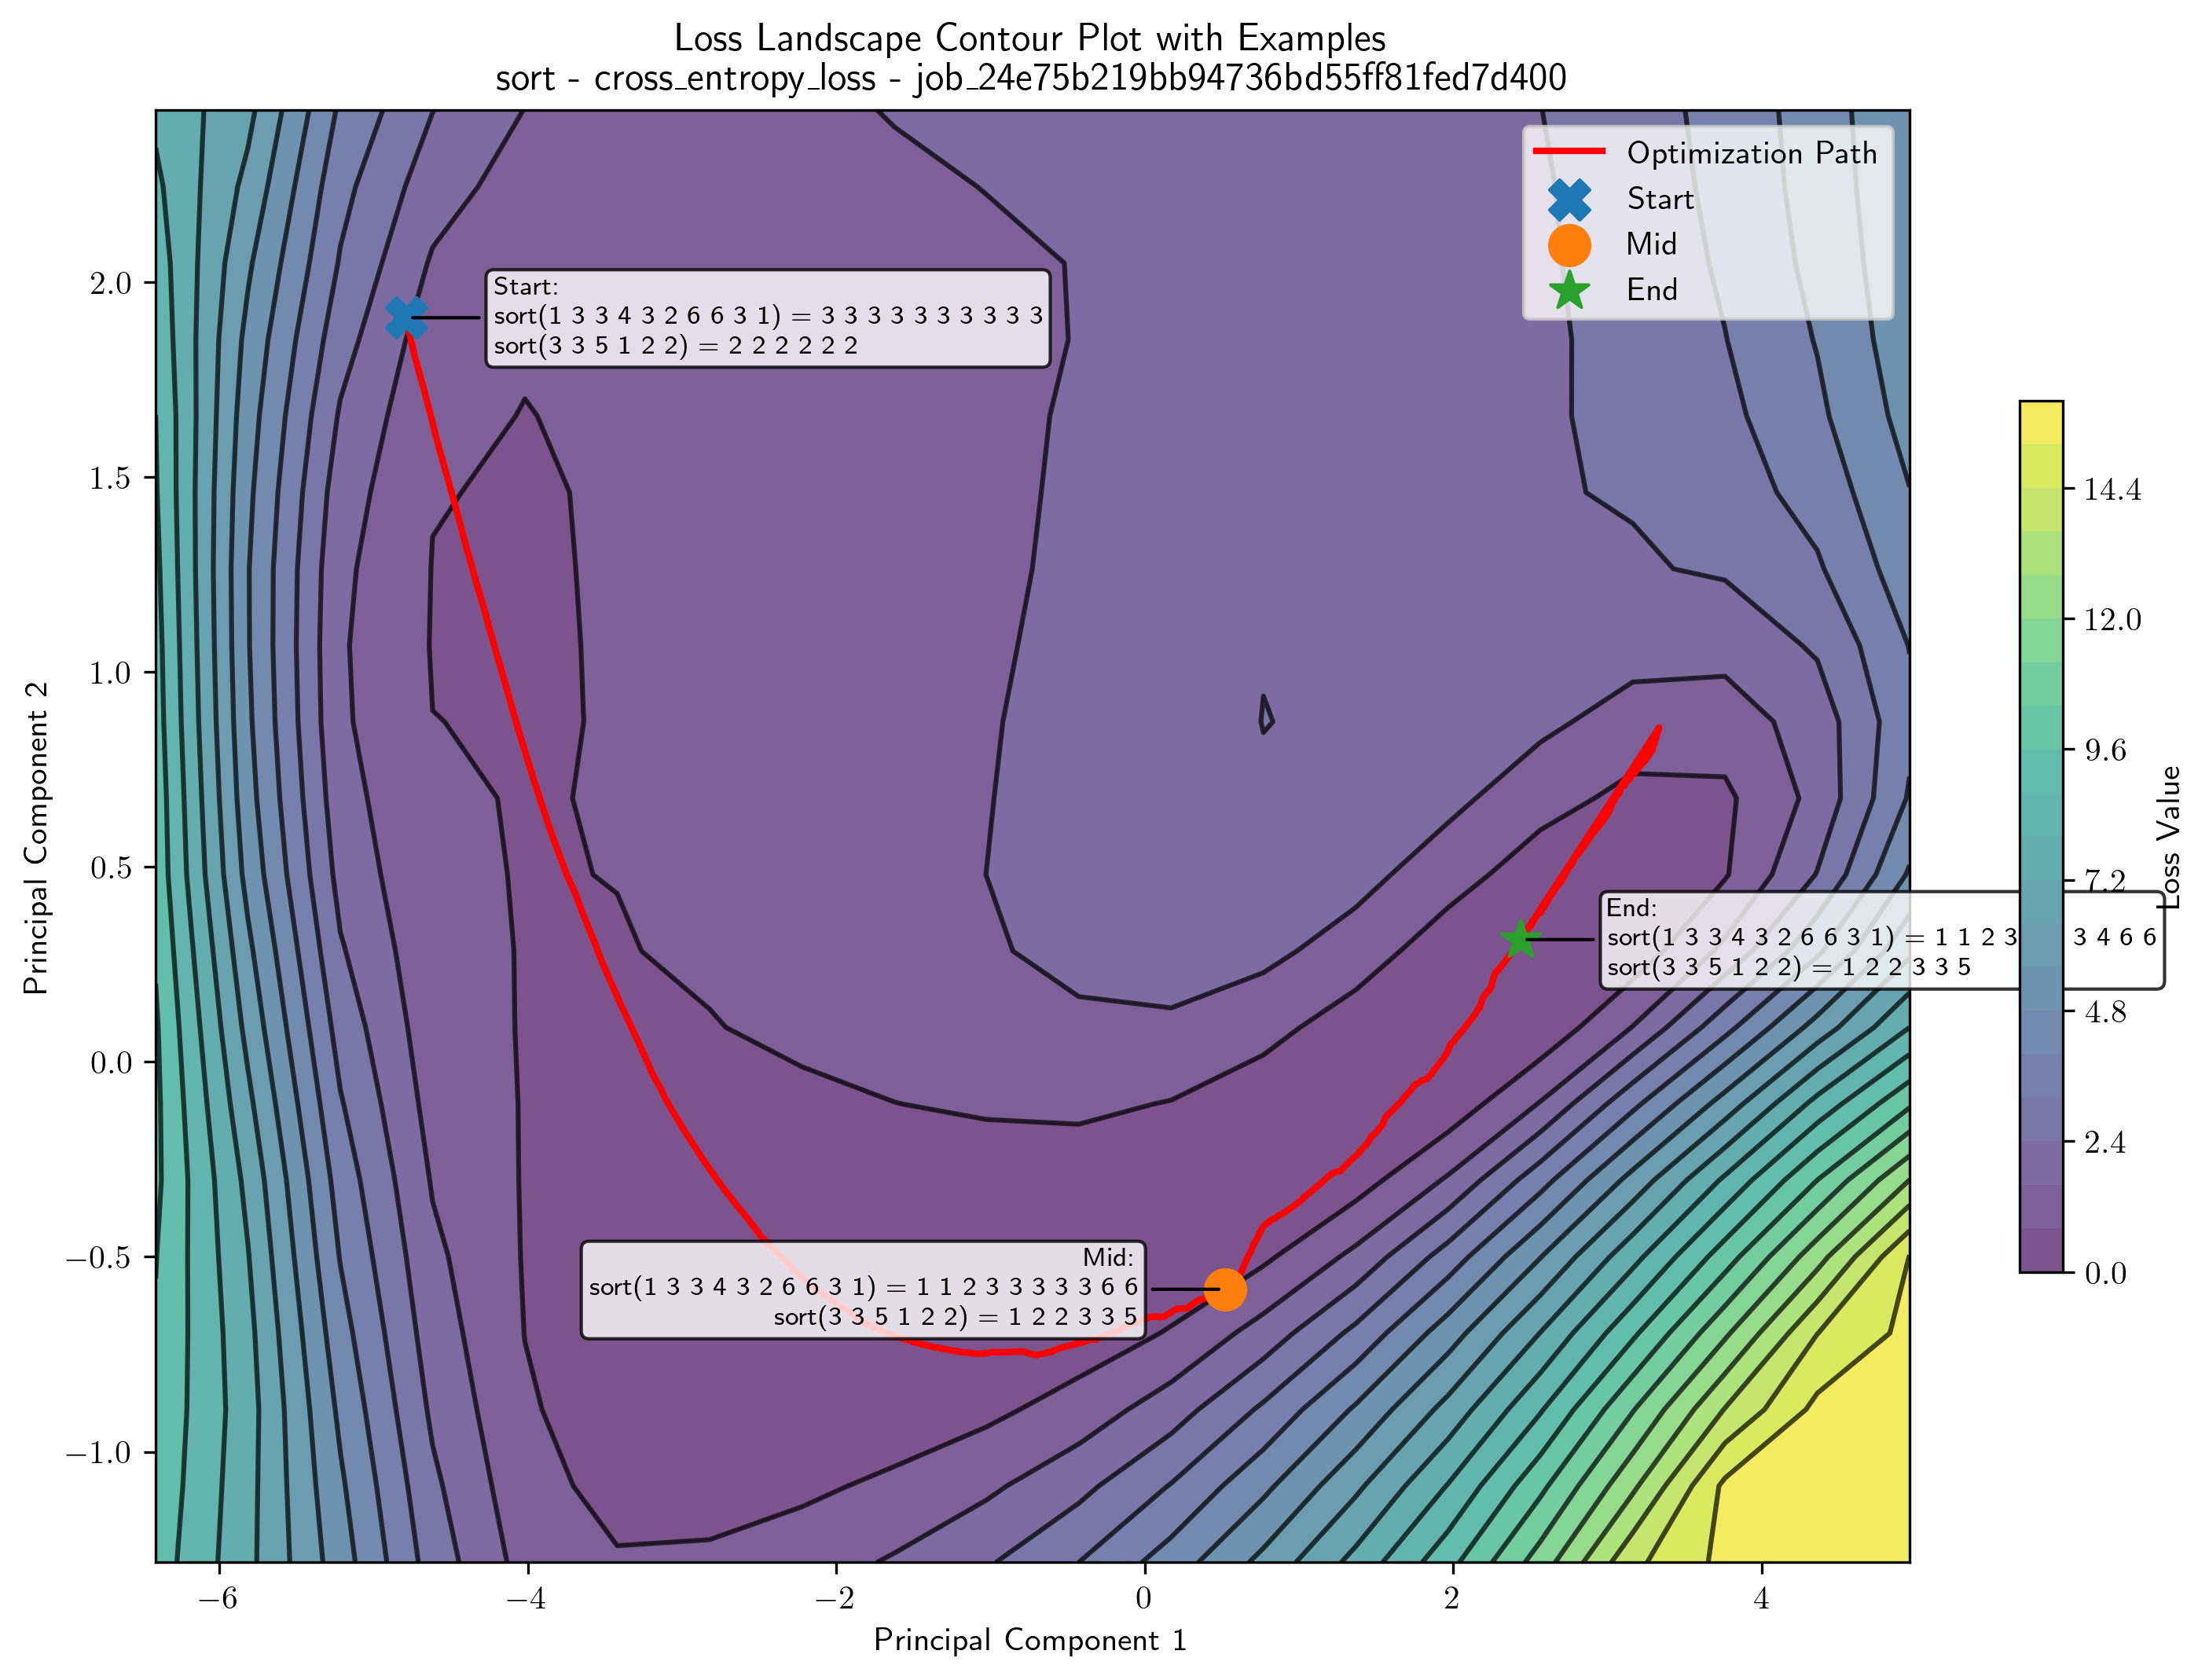 Loss Landscape Contour Plot with Examples
sort - cross_entropy_loss - job_24e75b219bb94736bd55ff81fed7d400
Optimization Path
Start
Mid
End
Start:
sort(1 3 3 4 3 2 6 6 3 1) = 3 3 3 3 3 3 3 3 3 3
sort(3 3 5 1 2 2) = 2 2 2 2 2 2
End:
sort(1 3 3 4 3 2 6 6 3 1) = 1 1 2 3 3 4 6 6
sort(3 3 5 1 2 2) = 1 2 2 3 3 5
Mid:
sort(1 3 3 4 3 2 6 6 3 1) = 1 1 2 3 3 3 3 3 6 6
sort(3 3 5 1 2 2) = 1 2 2 3 3 5
2.0
1.5
1.0
0.5
0.0
−0.5
−1.0
Principal Component 2
−6
−4
−2
0
2
4
Principal Component 1
14.4
12.0
9.6
7.2
4.8
2.4
0.0
Loss Value